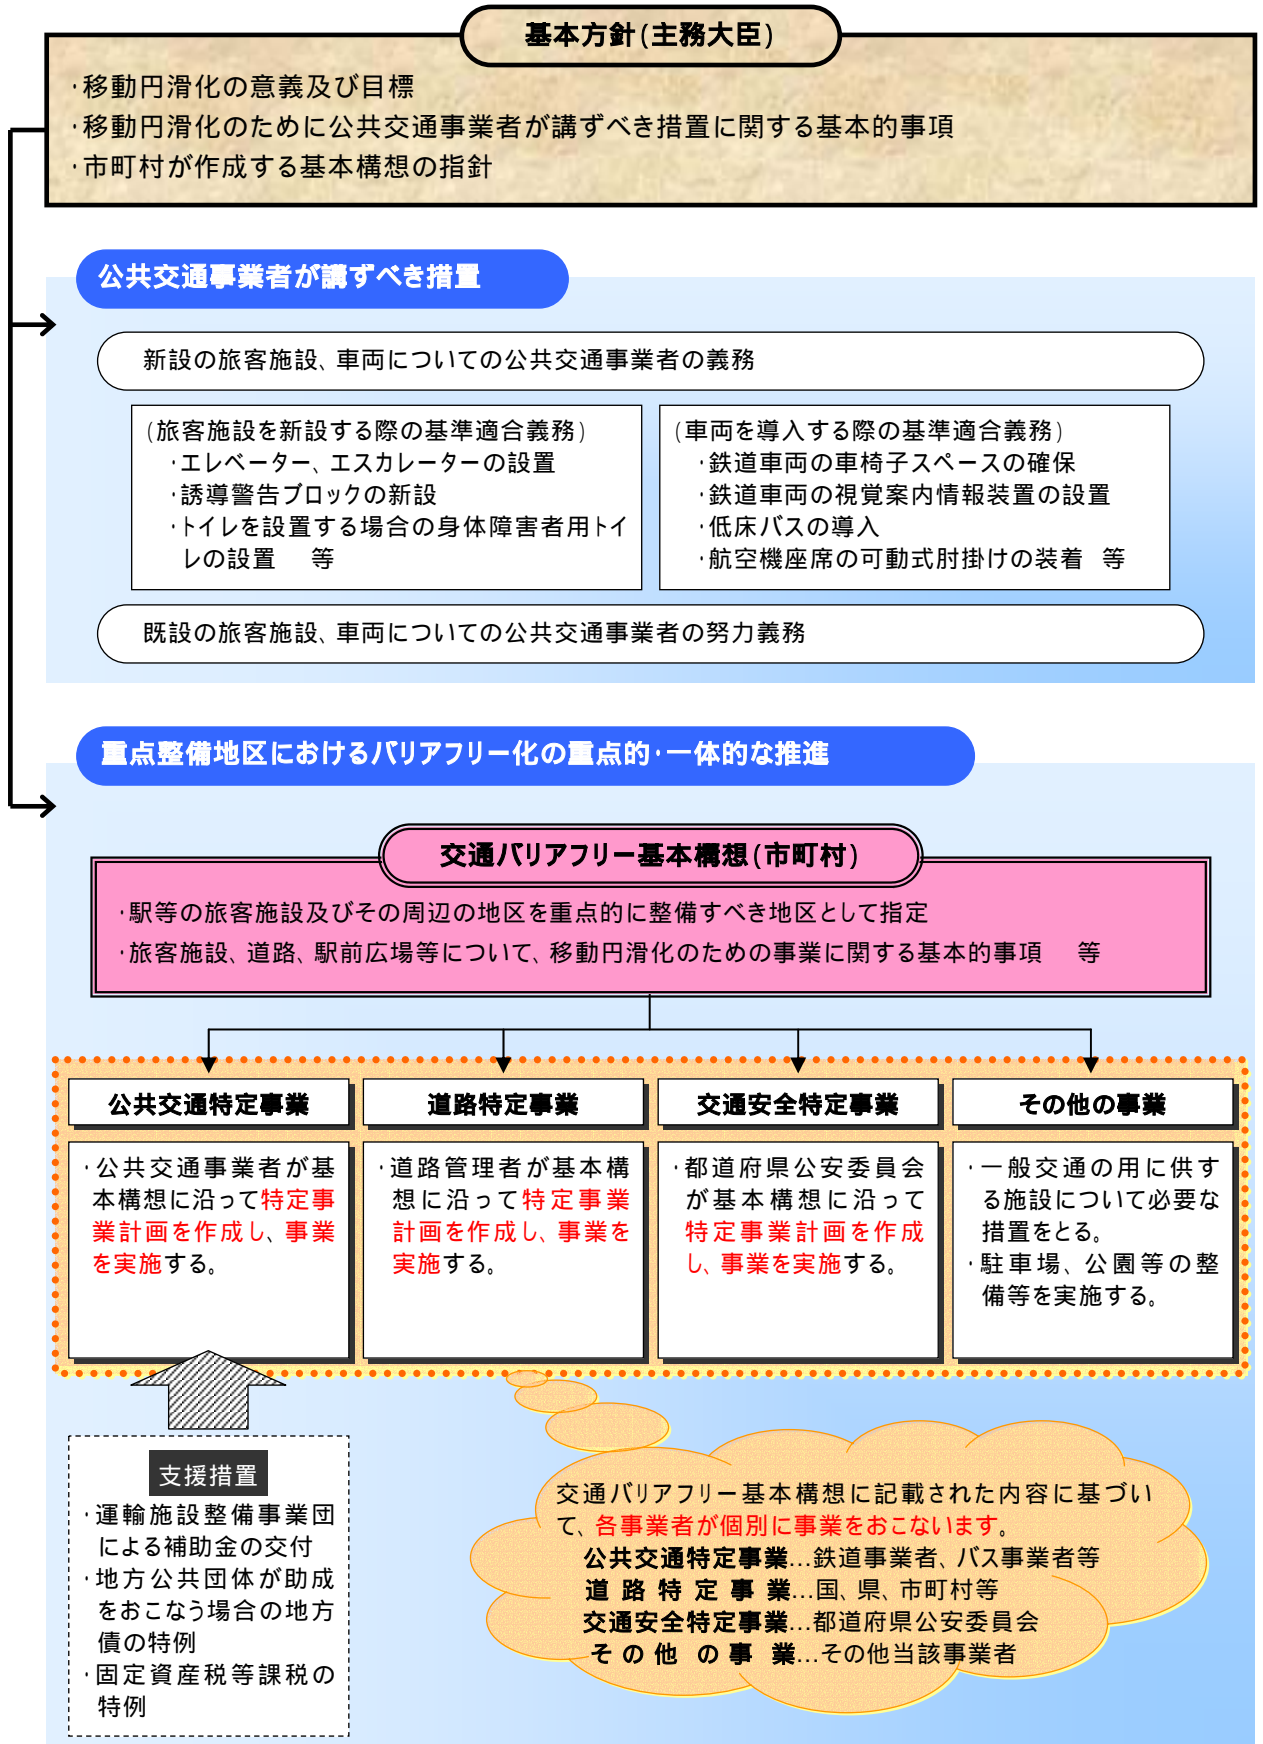 基本方針(主務大臣)
･移動円滑化の意義及び目標
･移動円滑化のために公共交通事業者が講ずべき措置に関する基本的事項
･市町村が作成する基本構想の指針
公共交通事業者が講ずべき措置
新設の旅客施設､車両についての公共交通事業者の義務
(旅客施設を新設する際の基準適合義務)
･エレベーター､エスカレーターの設置
･誘導警告ブロックの新設
･トイレを設置する場合の身体障害者用トイ
レの設置　等
(車両を導入する際の基準適合義務)
･鉄道車両の車椅子スペースの確保
･鉄道車両の視覚案内情報装置の設置
･低床バスの導入
･航空機座席の可動式肘掛けの装着　等
既設の旅客施設､車両についての公共交通事業者の努力義務
重点整備地区におけるバリアフリー化の重点的･一体的な推進
交通バリアフリー基本構想(市町村)
･駅等の旅客施設及びその周辺の地区を重点的に整備すべき地区として指定
･旅客施設､道路､駅前広場等について､移動円滑化のための事業に関する基本的事項　等
公共交通特定事業
･公共交通事業者が基
本構想に沿って特定事
業計画を作成し､事業
を実施する｡
道路特定事業
･道路管理者が基本構
想に沿って特定事業
計画を作成し､事業を
実施する｡
交通安全特定事業
･都道府県公安委員会
が基本構想に沿って
特定事業計画を作成
し､事業を実施する｡
その他の事業
･一般交通の用に供す
る施設について必要な
措置をとる｡
･駐車場､公園等の整
備等を実施する｡
支援措置
･運輸施設整備事業団
による補助金の交付
･地方公共団体が助成
をおこなう場合の地方
債の特例
･固定資産税等課税の
特例
交通バリアフリー基本構想に記載された内容に基づい
て､各事業者が個別に事業をおこないます｡
公共交通特定事業…鉄道事業者､バス事業者等
道路特定事業…国､県､市町村等
交通安全特定事業…都道府県公安委員会
その他の事業…その他当該事業者